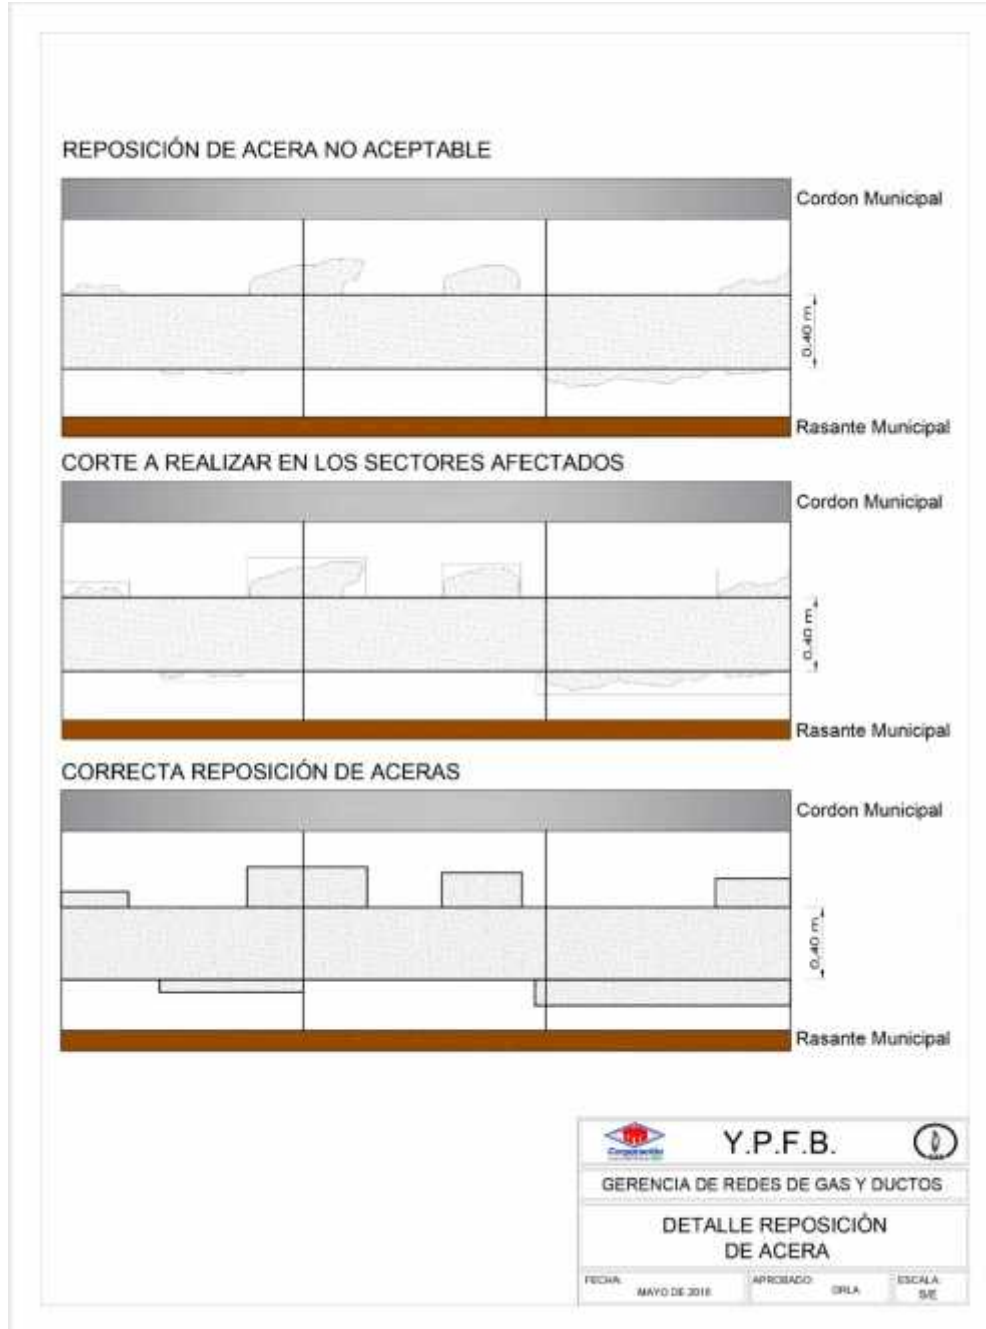 REPOSICIÓN DE ACERA NO ACEPTABLE
Cordon Municipal
0,40 m
Rasante Municipal
CORTE A REALIZAR EN LOS SECTORES AFECTADOS
Cordon Municipal
0,40 m
Rasante Municipal
CORRECTA REPOSICIÓN DE ACERAS
Cordon Municipal
0,40 m
Rasante Municipal
Corporación
Y.P.F.B.
GERENCIA DE REDES DE GAS Y DUCTOS
DETALLE REPOSICIÓN
DE ACERA
FECHA:
MAYO DE
APROBADO:
ESCALA:
S/E